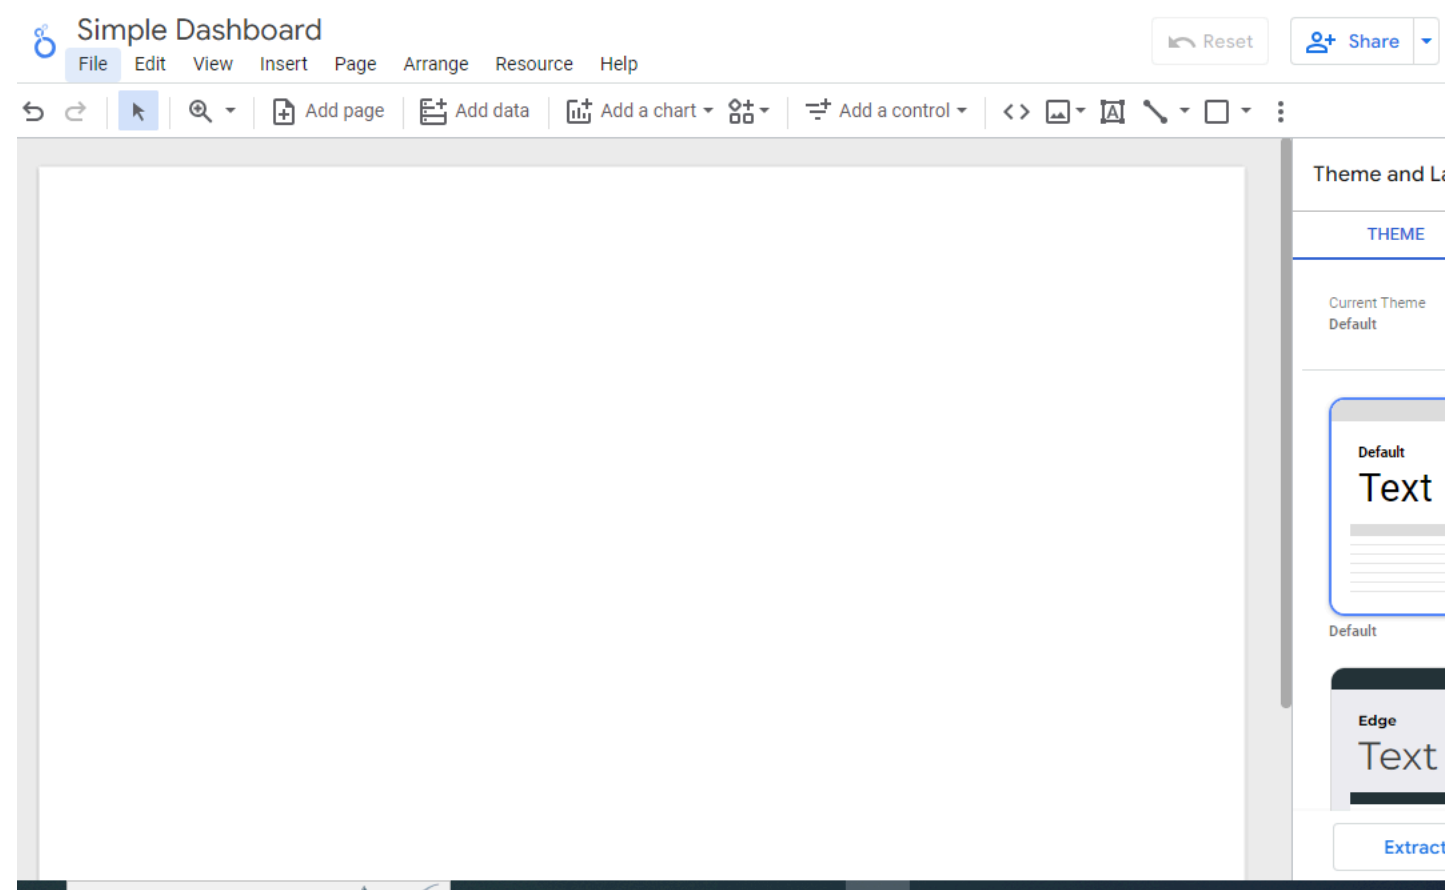 Simple Dashboard
Reset
Share
File Edit View Insert Page Arrange Resource Help
Add page Add data Add a chart Add a control A
Theme and La
THEME
Current Theme
Default
Default
Text
Default
Edge
Text
Extract